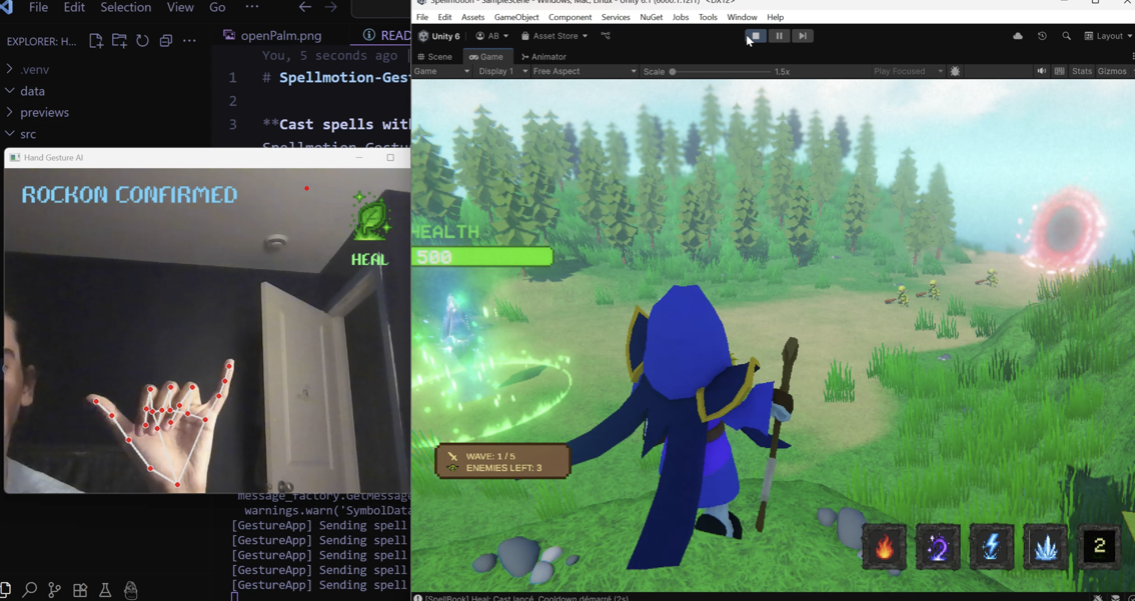 File Edit Selection View Go ···
EXPLORER: H...
.venv
data
previews
src
openPalm.png
READ
You, 5 seconds ago
1 # Spellmotion-Ges
2
3 **Cast spells wit
Hand Gesture AI
ROCKON CONFIRMED
HEAL
message_factory.GetMessage
warnings.warn('SymbolData
[GestureApp] Sending spell
[GestureApp] Sending spell
[GestureApp] Sending spell
[GestureApp] Sending spell
[GestureApp] Sending spell
File Edit Assets GameObject Component Services NuGet Jobs Tools Window Help
Unity 6 AB Asset Store Layout
Scene Game Animator
Game Display 1 Free Aspect Scale 1.5x Play Focused Stats Gizmos
HEALTH
500
WAVE: 1 / 5
ENEMIES LEFT: 3
2
[SpellBook] Heal: Cast lancé. Cooldown démarré (2s)